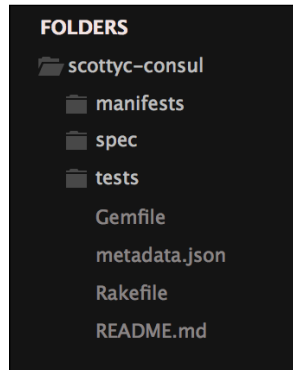 FOLDERS
scottyc-consul
manifests
spec
tests
Gemfile
metadata.json
Rakefile
README.md